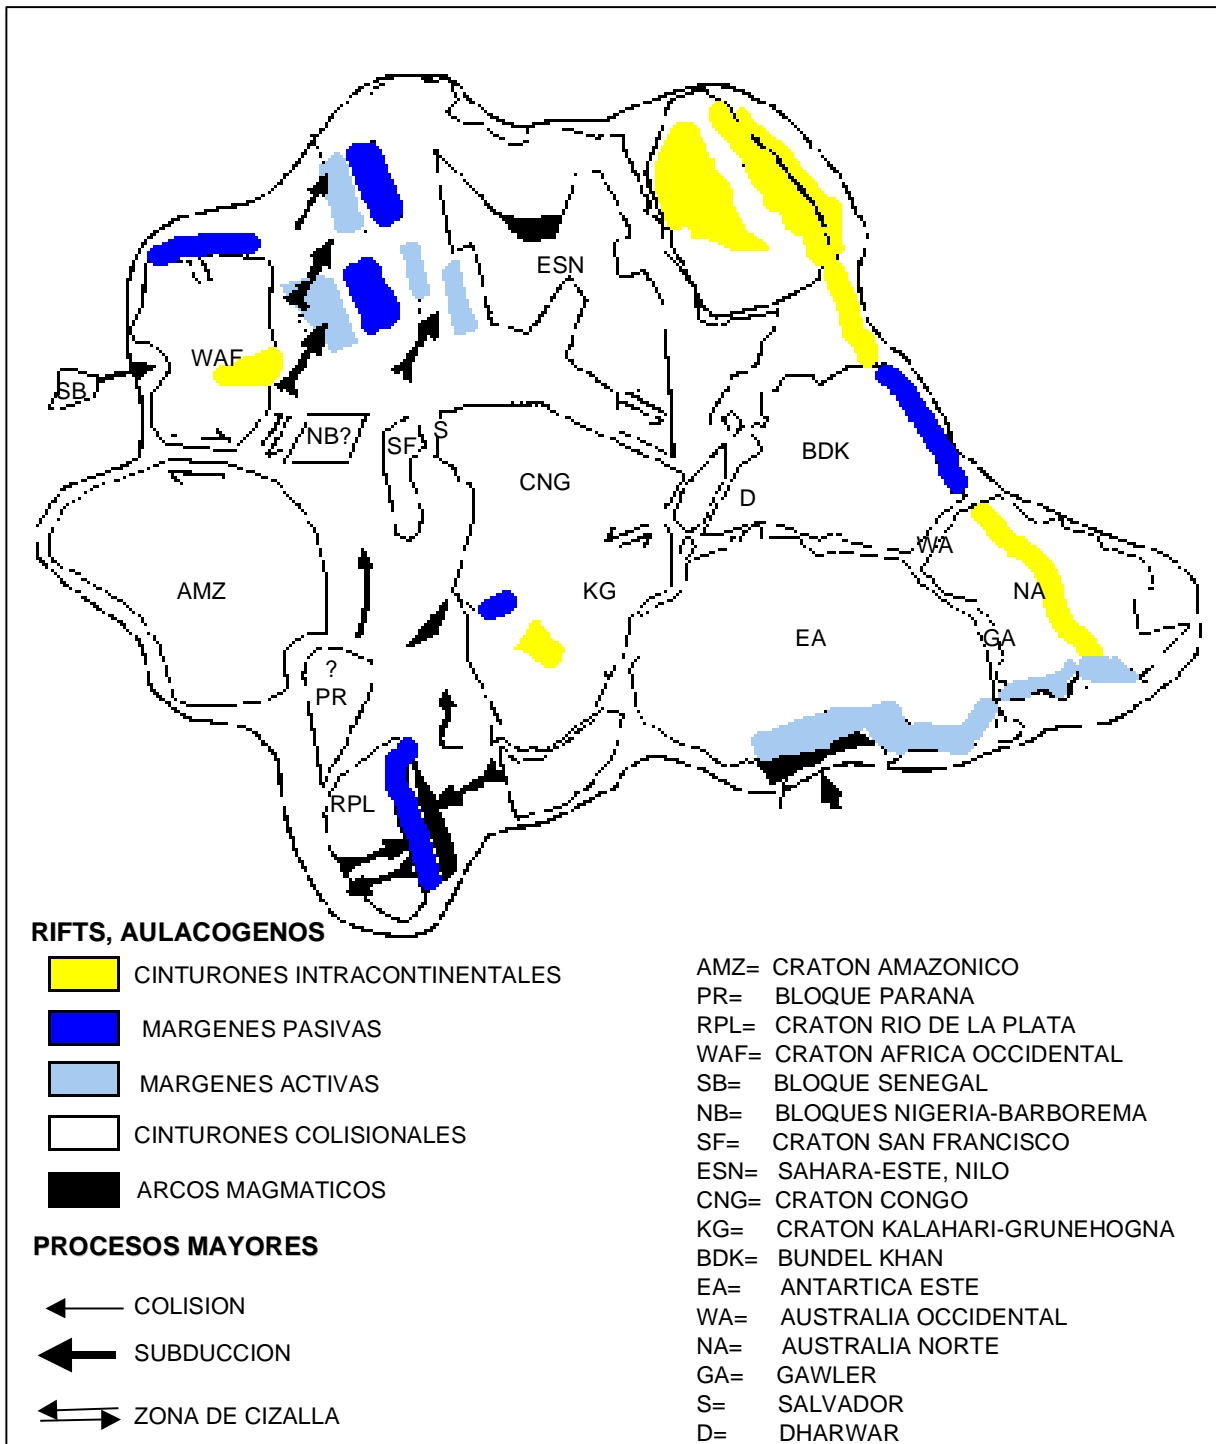 ESN
WAF
SB
NB?
SF
S
CNG
BDK
D
WA
AMZ
KG
NA
EA
GA
?
PR
RPL
RIFTS, AULACOGENOS
CINTURONES INTRACONTINENTALES
MARGENES PASIVAS
MARGENES ACTIVAS
CINTURONES COLISIONALES
ARCOS MAGMATICOS
PROCESOS MAYORES
COLISION
SUBDUCCION
ZONA DE CIZALLA
AMZ= CRATON AMAZONICO
PR= BLOQUE PARANA
RPL= CRATON RIO DE LA PLATA
WAF= CRATON AFRICA OCCIDENTAL
SB= BLOQUE SENEGAL
NB= BLOQUES NIGERIA-BARBOREMA
SF= CRATON SAN FRANCISCO
ESN= SAHARA-ESTE, NILO
CNG= CRATON CONGO
KG= CRATON KALAHARI-GRUNEHOGNA
BDK= BUNDEL KHAN
EA= ANTARTICA ESTE
WA= AUSTRALIA OCCIDENTAL
NA= AUSTRALIA NORTE
GA= GAWLER
S= SALVADOR
D= DHARWAR